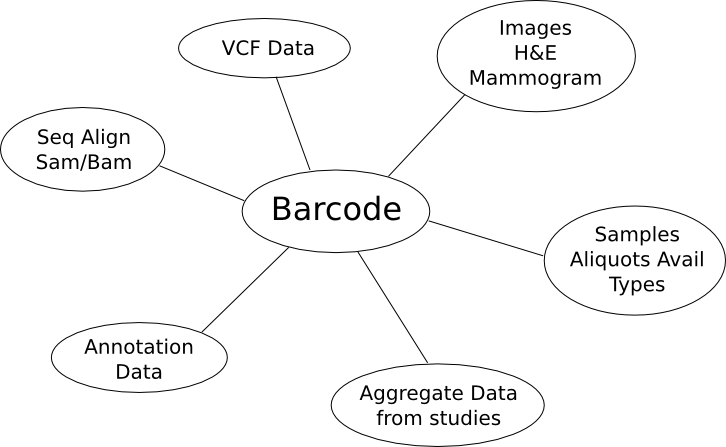 VCF Data
Images
H&E
Mammogram
Seq Align
Sam/Bam
Barcode
Samples
Aliquots Avail
Types
Annotation
Data
Aggregate Data
from studies